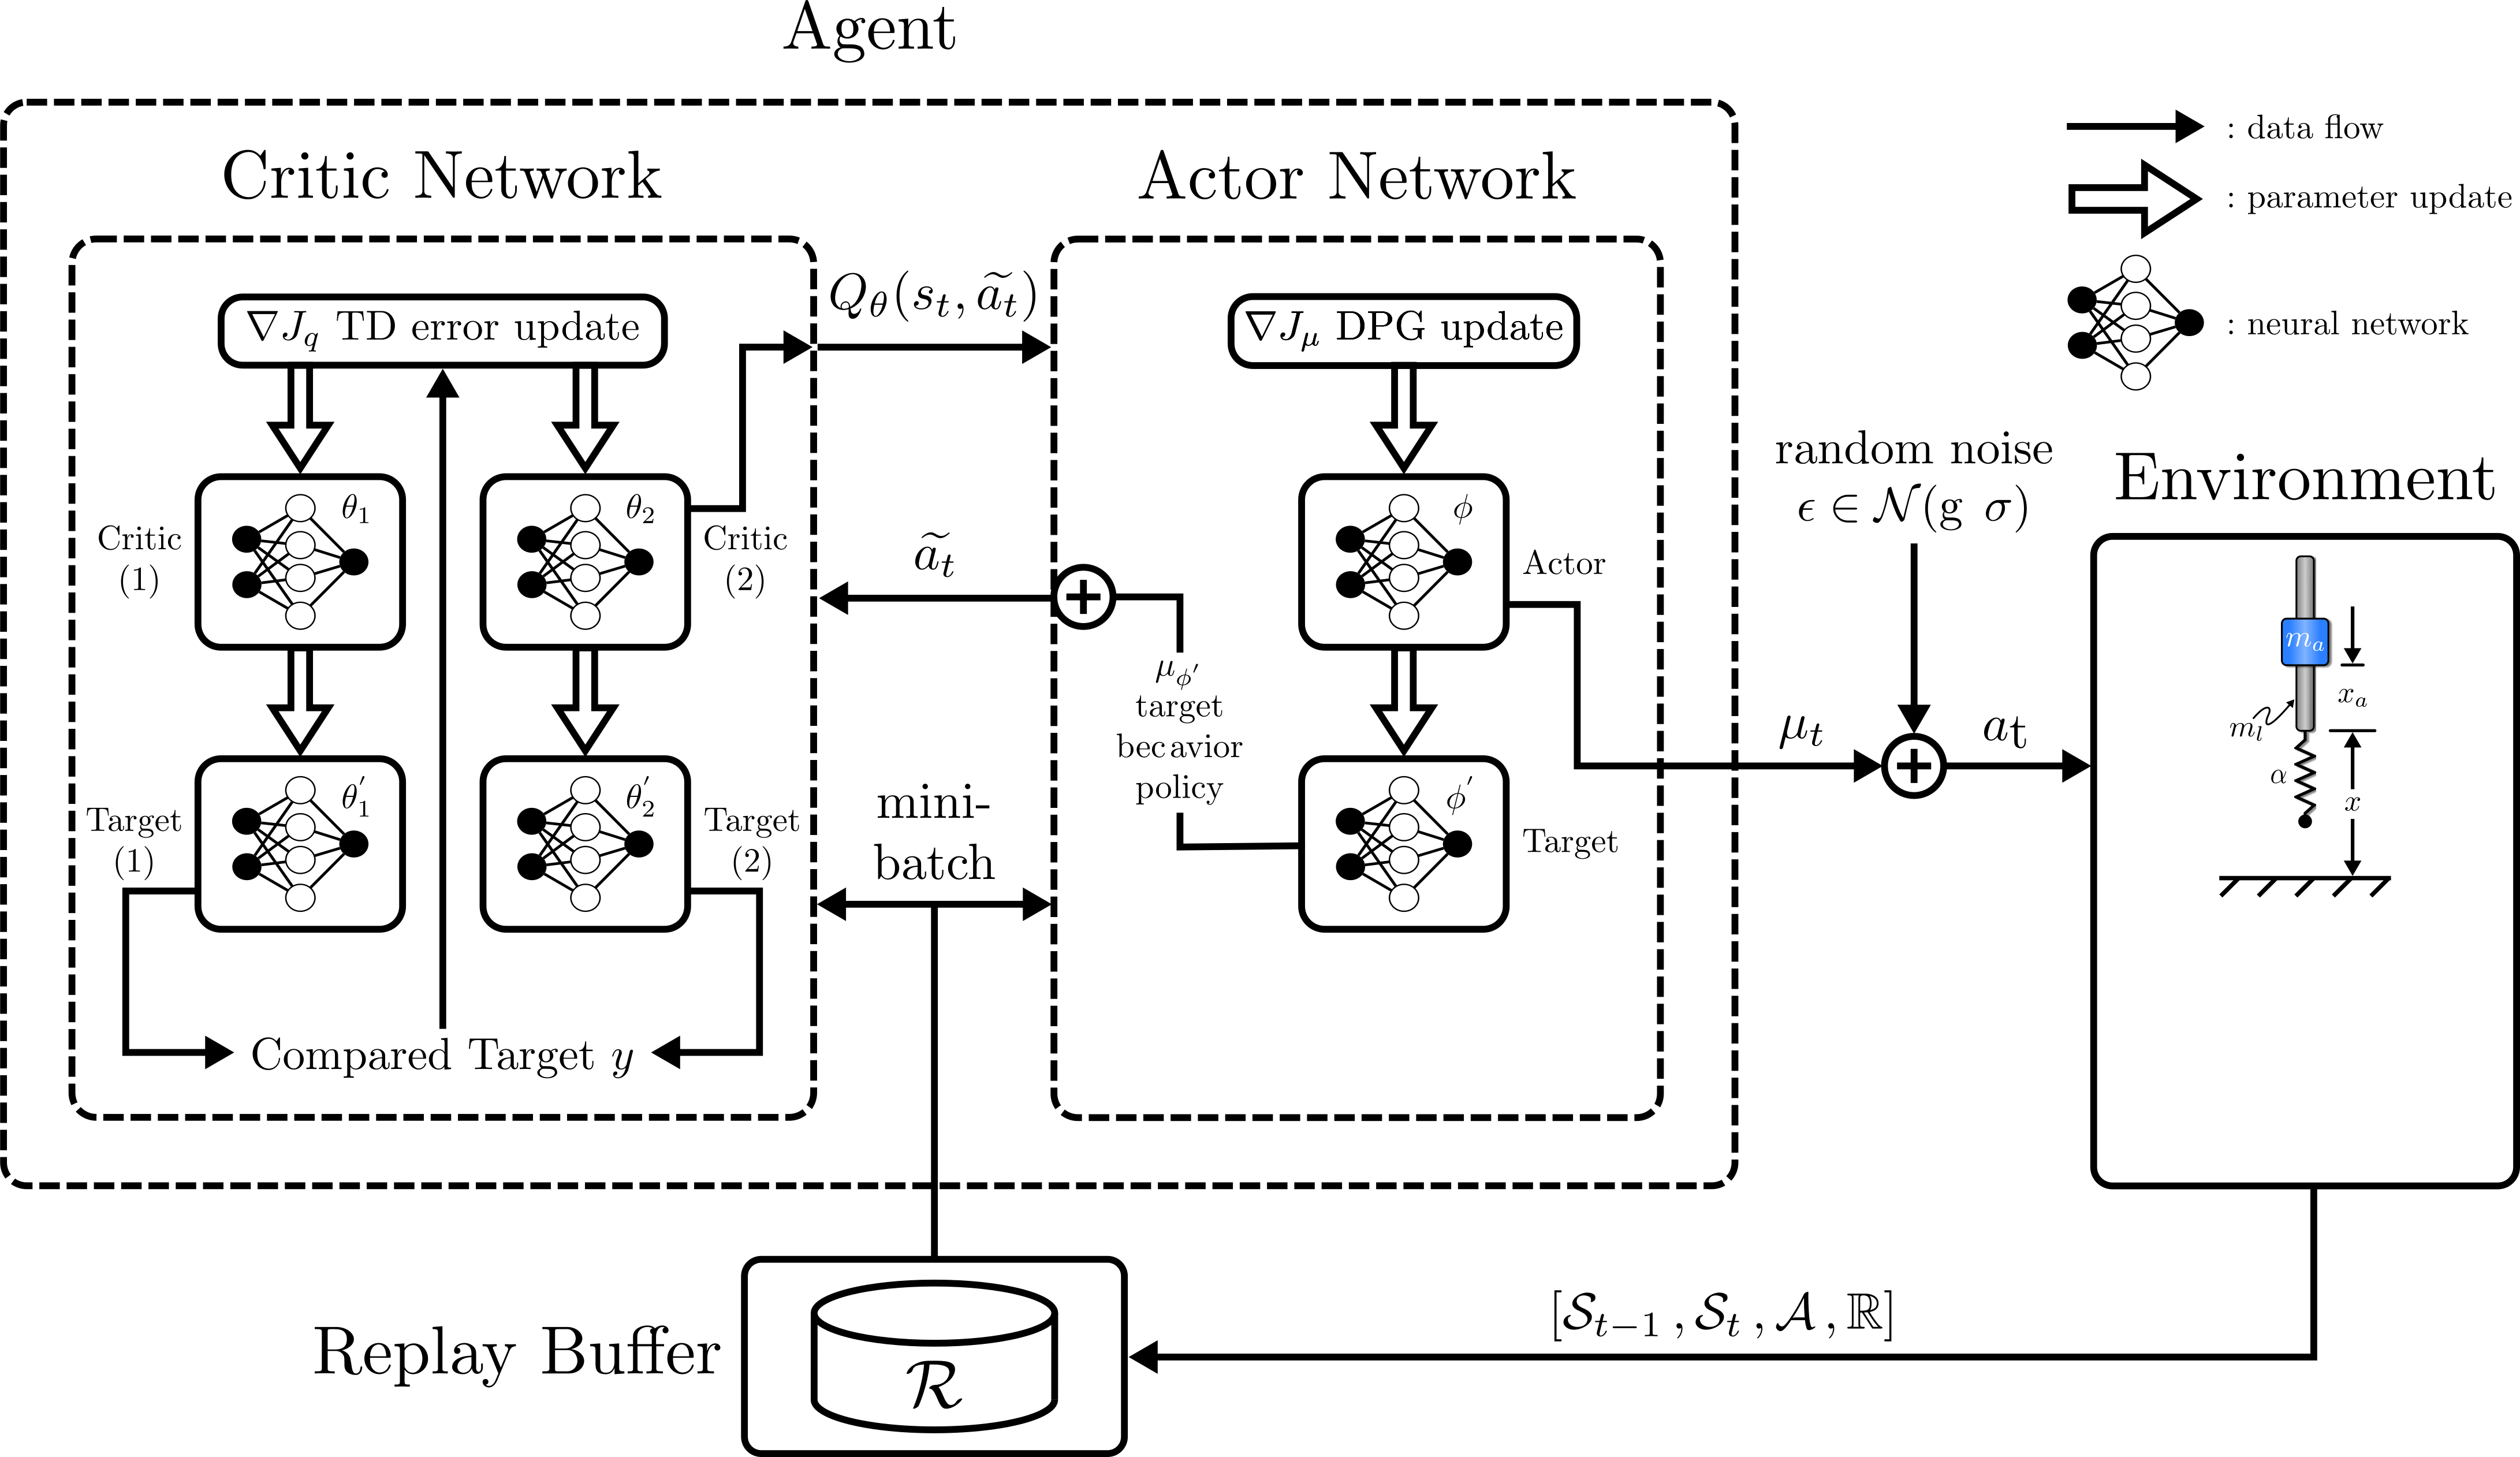 Agent
Critic Network
Actor Network
: data flow
: parameter update
: neural network
∇J_q TD error update
Q_θ(s_t, ã_t)
∇J_μ DPG update
random noise
ϵ ∈ 𝒩(g σ)
Environment
Critic
(1)
θ_1
θ_2
Critic
(2)
ã_t
ϕ
Actor
μ_ϕ′
target
becavior
policy
m_a
x_a
m_l
α
x
μ_t
a_t
Target
(1)
θ′_1
θ′_2
Target
(2)
mini-
batch
ϕ′
Target
Compared Target y
[𝒮_{t−1} , 𝒮_t , 𝒜 , ℝ]
Replay Buffer
ℛ